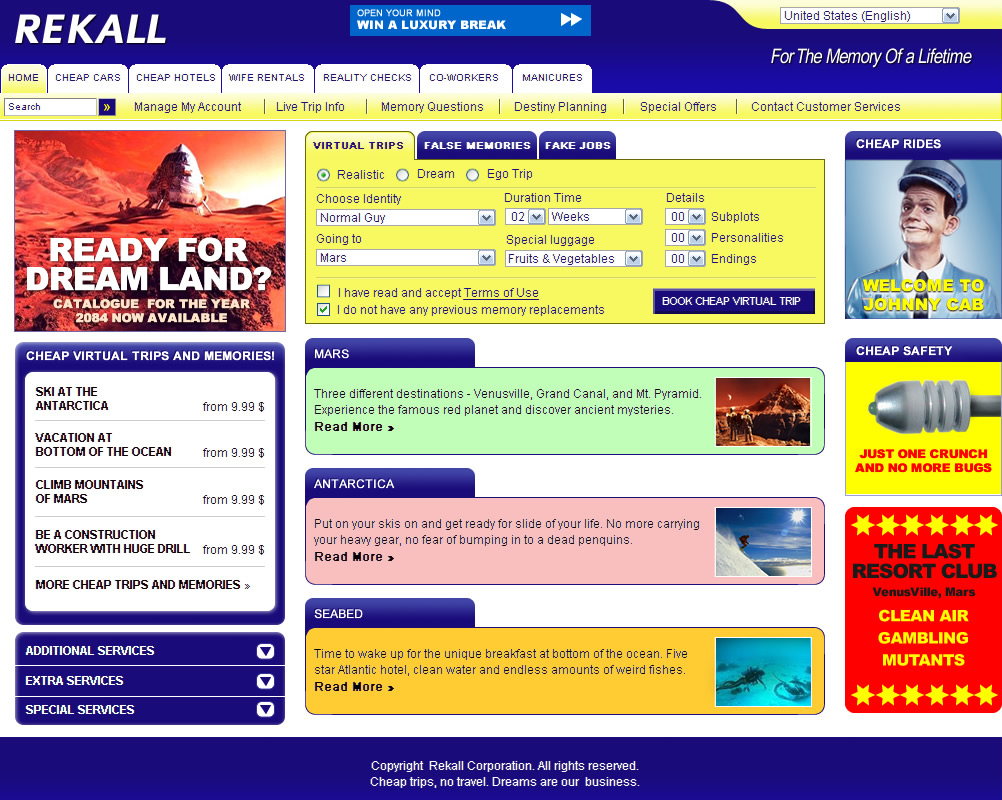 REKALL
OPEN YOUR MIND
WIN A LUXURY BREAK
United States (English)
For The Memory Of a Lifetime
HOME
CHEAP CARS
CHEAP HOTELS
WIFE RENTALS
REALITY CHECKS
CO-WORKERS
MANICURES
Search
»
Manage My Account
Live Trip Info
Memory Questions
Destiny Planning
Special Offers
Contact Customer Services
READY FOR
DREAM LAND?
CATALOGUE FOR THE YEAR
2084 NOW AVAILABLE
CHEAP VIRTUAL TRIPS AND MEMORIES!
SKI AT THE
ANTARCTICA from 9.99 $
VACATION AT
BOTTOM OF THE OCEAN from 9.99 $
CLIMB MOUNTAINS
OF MARS from 9.99 $
BE A CONSTRUCTION
WORKER WITH HUGE DRILL from 9.99 $
MORE CHEAP TRIPS AND MEMORIES »
ADDITIONAL SERVICES
EXTRA SERVICES
SPECIAL SERVICES
VIRTUAL TRIPS
FALSE MEMORIES
FAKE JOBS
Realistic Dream Ego Trip
Choose Identity Duration Time Details
Normal Guy 02 Weeks 00 Subplots
Going to Special luggage 00 Personalities
Mars Fruits & Vegetables 00 Endings
I have read and accept Terms of Use
I do not have any previous memory replacements
BOOK CHEAP VIRTUAL TRIP
MARS
Three different destinations - Venusville, Grand Canal, and Mt. Pyramid.
Experience the famous red planet and discover ancient mysteries.
Read More »
ANTARCTICA
Put on your skis on and get ready for slide of your life. No more carrying
your heavy gear, no fear of bumping in to a dead penquins.
Read More »
SEABED
Time to wake up for the unique breakfast at bottom of the ocean. Five
star Atlantic hotel, clean water and endless amounts of weird fishes.
Read More »
CHEAP RIDES
WELCOME TO
JOHNNY CAB
CHEAP SAFETY
JUST ONE CRUNCH
AND NO MORE BUGS
THE LAST
RESORT CLUB
VenusVille, Mars
CLEAN AIR
GAMBLING
MUTANTS
Copyright Rekall Corporation. All rights reserved.
Cheap trips, no travel. Dreams are our business.